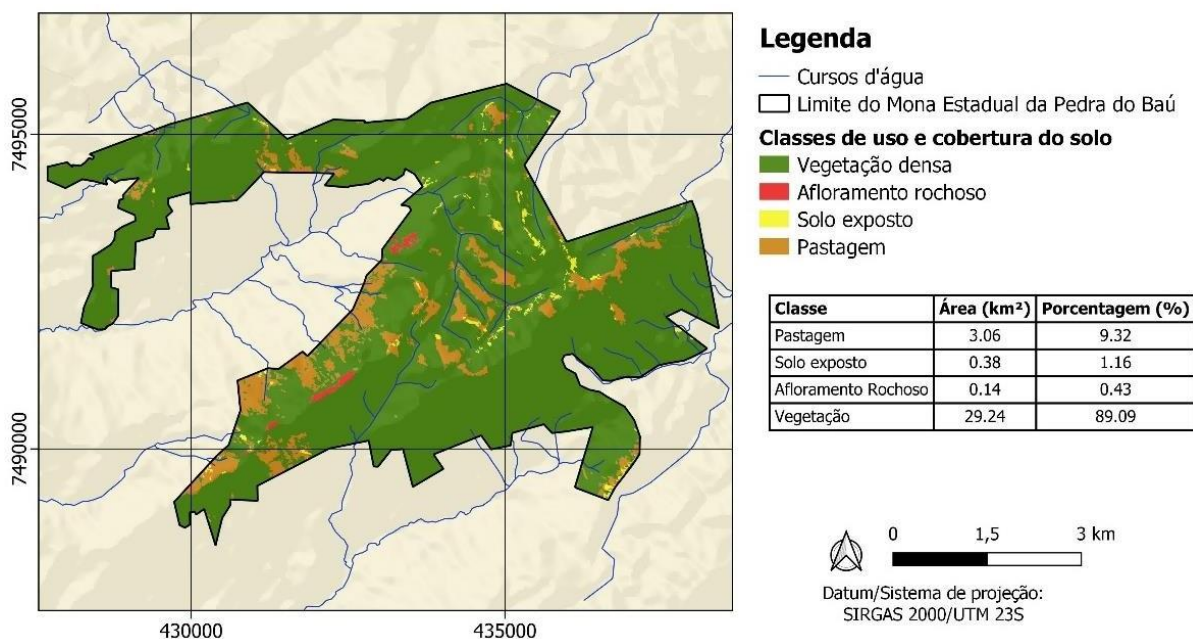 7495000
7490000
430000
435000
Legenda
Cursos d'água
Limite do Mona Estadual da Pedra do Baú
Classes de uso e cobertura do solo
Vegetação densa
Afloramento rochoso
Solo exposto
Pastagem
Classe Área (km²) Porcentagem (%)
Pastagem 3.06 9.32
Solo exposto 0.38 1.16
Afloramento Rochoso 0.14 0.43
Vegetação 29.24 89.09
0 1,5 3 km
Datum/Sistema de projeção:
SIRGAS 2000/UTM 23S